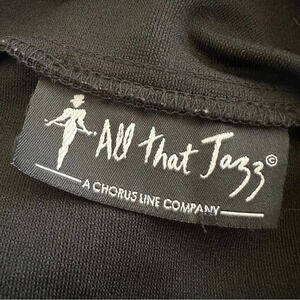 All That Jazz©
A CHORUS LINE COMPANY